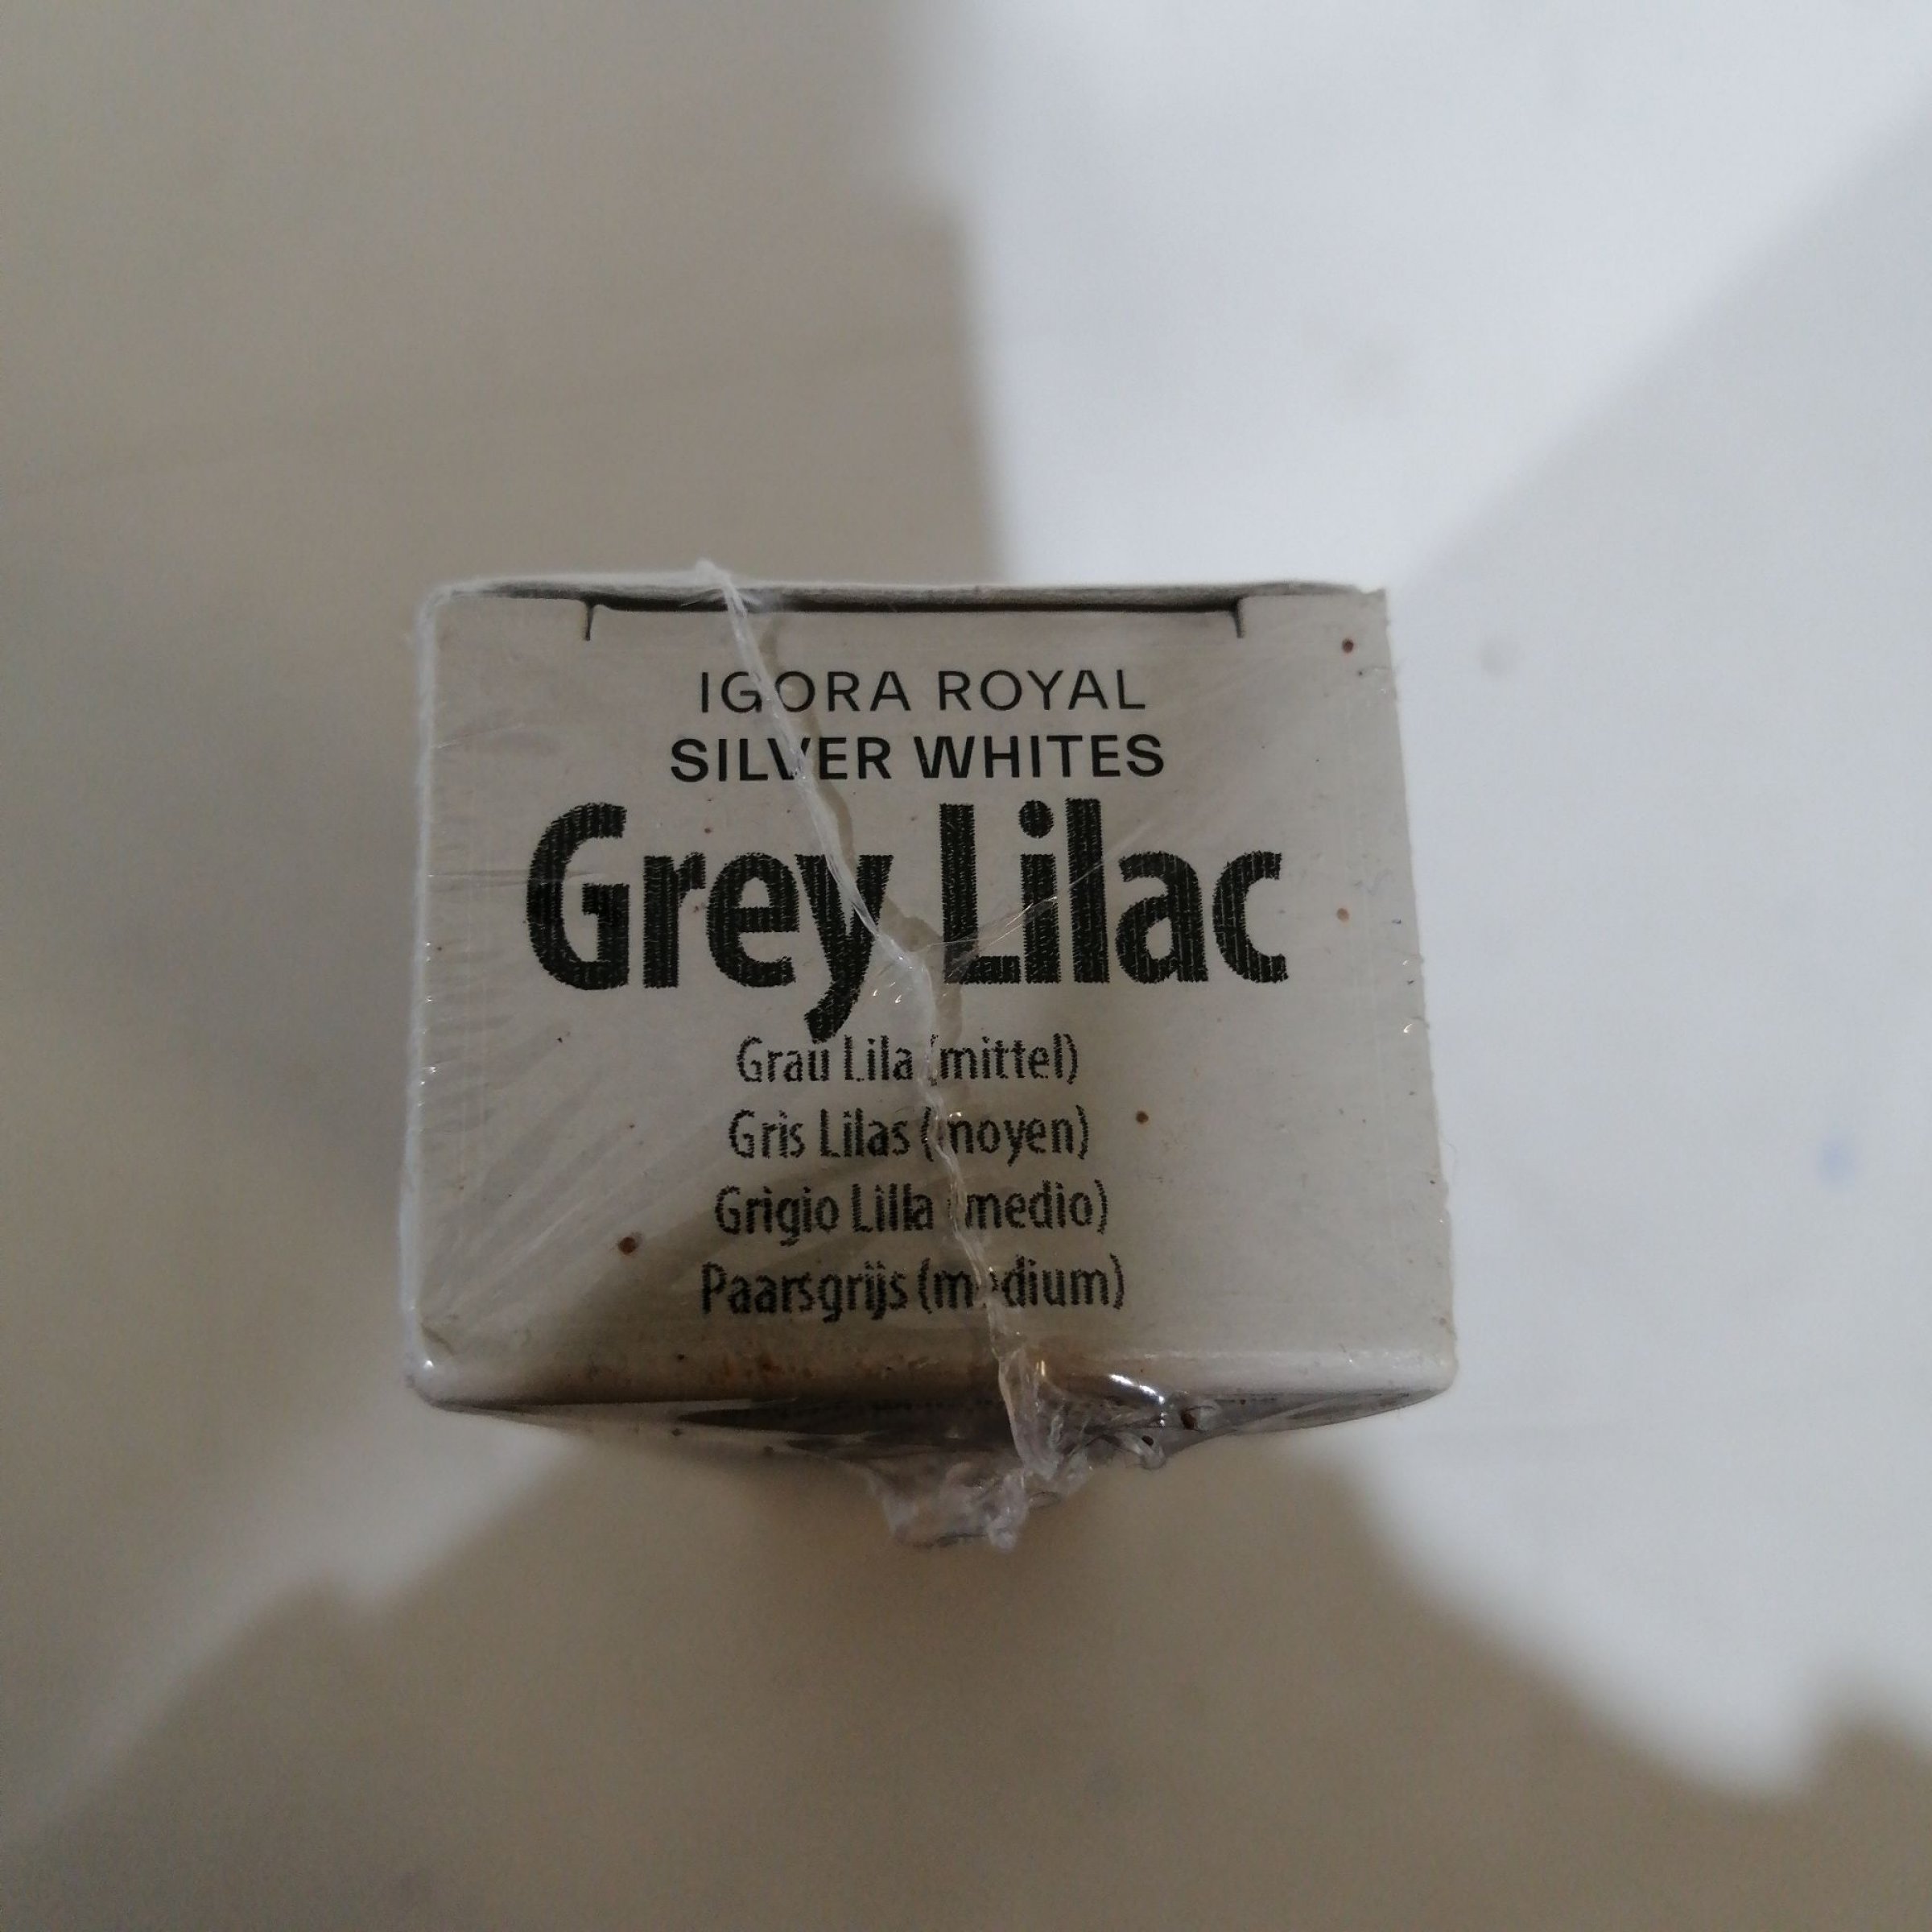 IGORA ROYAL
SILVER WHITES
Grey Lilac
Grau Lila (mittel)
Gris Lilas (moyen)
Grigio Lilla (medio)
Paarsgrijs (medium)